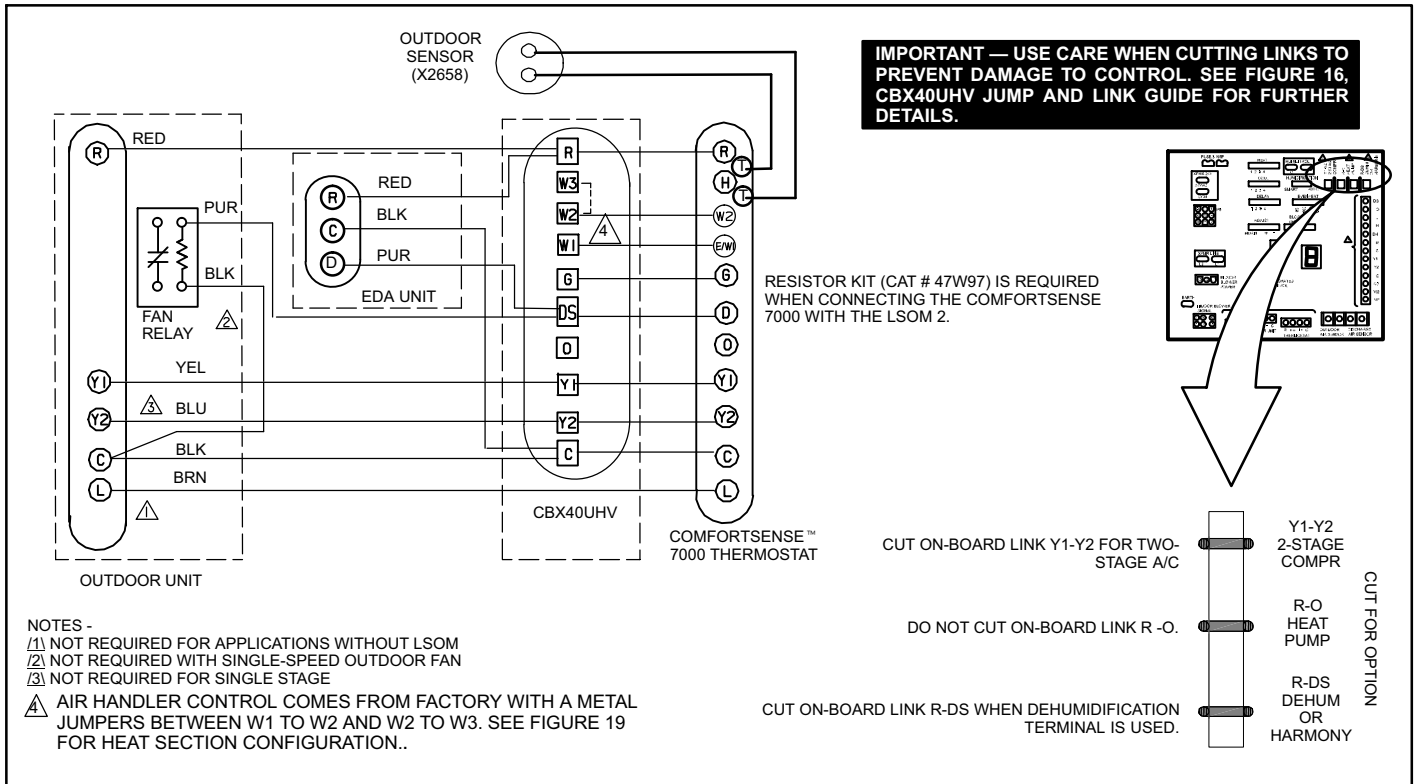 OUTDOOR
SENSOR
(X2658)
IMPORTANT — USE CARE WHEN CUTTING LINKS TO
PREVENT DAMAGE TO CONTROL. SEE FIGURE 16,
CBX40UHV JUMP AND LINK GUIDE FOR FURTHER
DETAILS.
RED
R
PUR
BLK
FAN
RELAY
2
YEL
Y1
3
BLU
Y2
BLK
C
BRN
L
1
OUTDOOR UNIT
RED
R
BLK
C
PUR
D
EDA UNIT
R
W3
W2
W1
4
G
DS
O
Y1
Y2
C
CBX40UHV
R
T
H
T
W2
E/W1
G
D
O
Y1
Y2
C
L
COMFORTSENSE™
7000 THERMOSTAT
RESISTOR KIT (CAT # 47W97) IS REQUIRED
WHEN CONNECTING THE COMFORTSENSE
7000 WITH THE LSOM 2.
CUT ON-BOARD LINK Y1-Y2 FOR TWO-
STAGE A/C
Y1-Y2
2-STAGE
COMPR
DO NOT CUT ON-BOARD LINK R -O.
R-O
HEAT
PUMP
CUT ON-BOARD LINK R-DS WHEN DEHUMIDIFICATION
TERMINAL IS USED.
R-DS
DEHUM
OR
HARMONY
CUT FOR OPTION
NOTES -
/1\ NOT REQUIRED FOR APPLICATIONS WITHOUT LSOM
/2\ NOT REQUIRED WITH SINGLE-SPEED OUTDOOR FAN
/3\ NOT REQUIRED FOR SINGLE STAGE
4 AIR HANDLER CONTROL COMES FROM FACTORY WITH A METAL
JUMPERS BETWEEN W1 TO W2 AND W2 TO W3. SEE FIGURE 19
FOR HEAT SECTION CONFIGURATION..